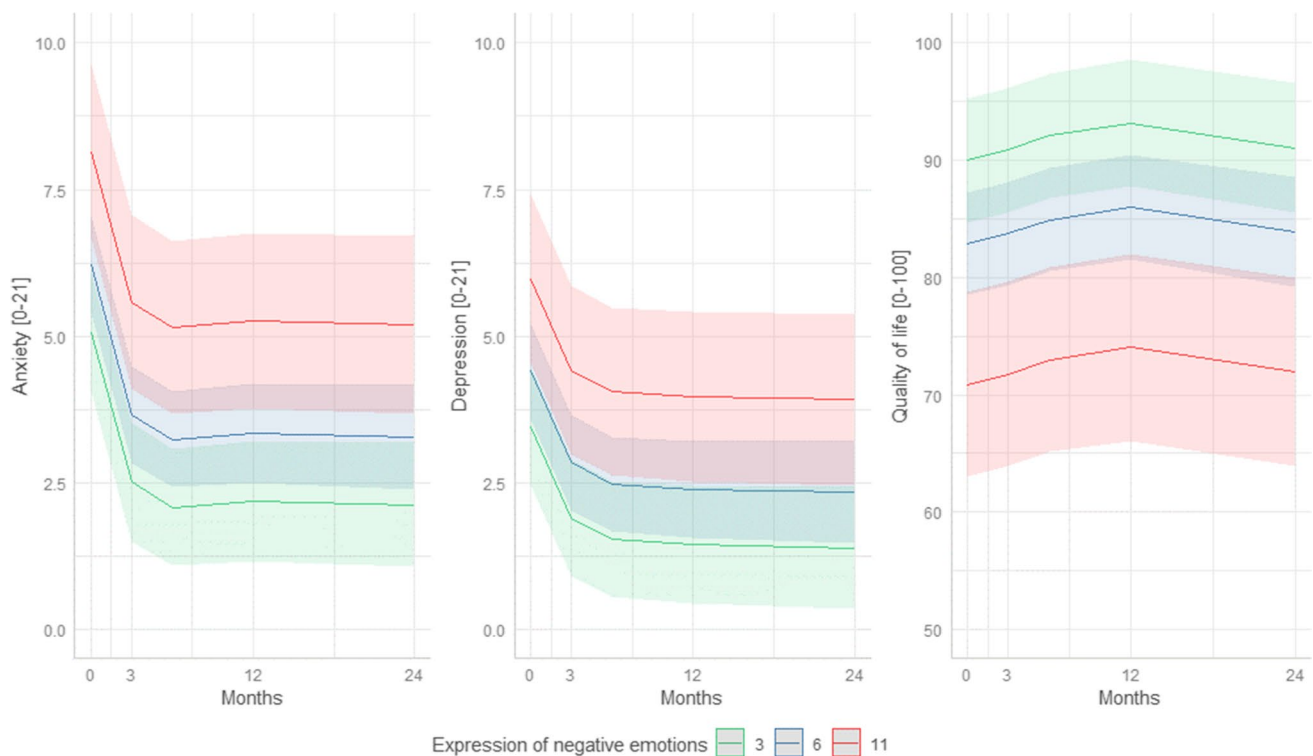 Anxiety [0-21]
10.0
7.5
5.0
2.5
0.0
0 3 12 24
Months
Depression [0-21]
10.0
7.5
5.0
2.5
0.0
0 3 12 24
Months
Quality of life [0-100]
100
90
80
70
60
50
0 3 12 24
Months
Expression of negative emotions 3 6 11